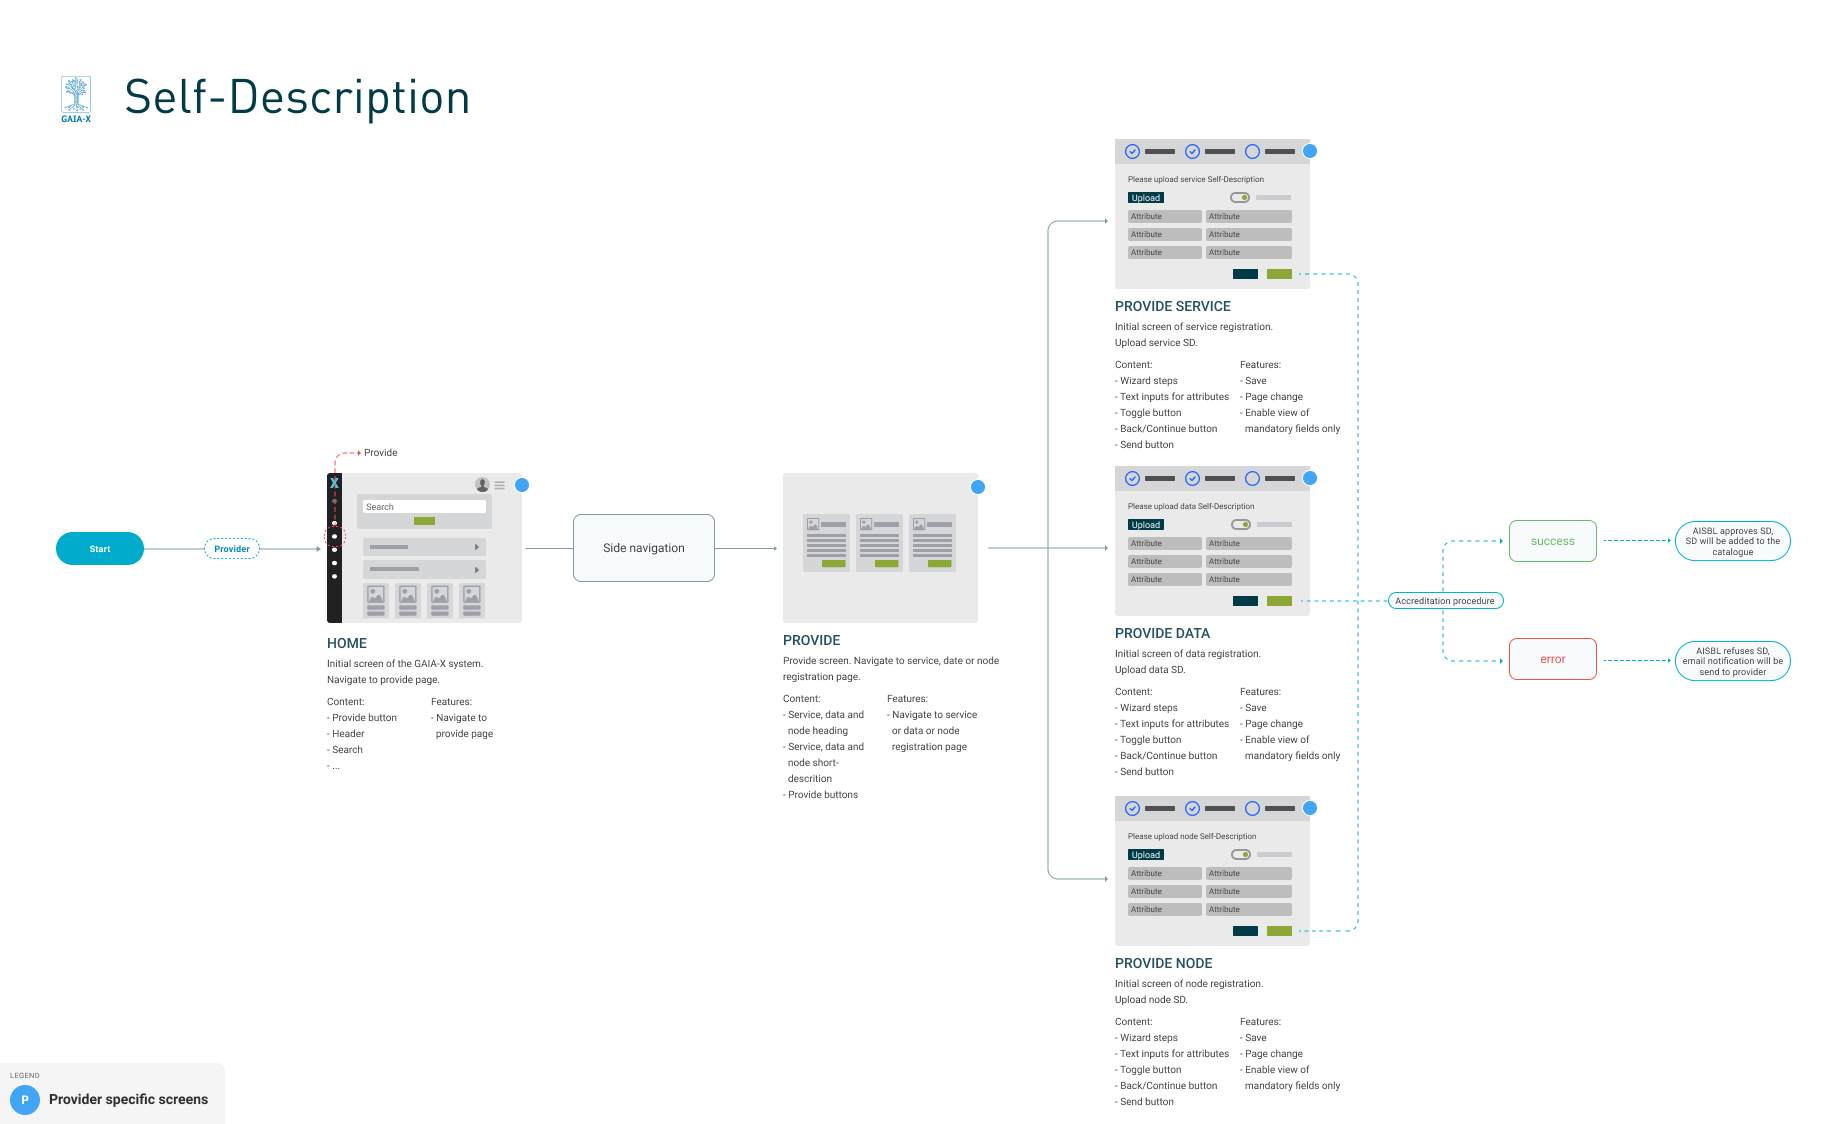 GAIA-X
Self-Description
Start
Provider
Provide
X
Search
HOME
Initial screen of the GAIA-X system.
Navigate to provide page.
Content:
- Provide button
- Header
- Search
- ...
Features:
- Navigate to
provide page
Side navigation
PROVIDE
Provide screen. Navigate to service, date or node
registration page.
Content:
- Service, data and
node heading
- Service, data and
node short-
descrition
- Provide buttons
Features:
- Navigate to service
or data or node
registration page
Please upload service Self-Description
Upload
Attribute Attribute
Attribute Attribute
Attribute Attribute
PROVIDE SERVICE
Initial screen of service registration.
Upload service SD.
Content:
- Wizard steps
- Text inputs for attributes
- Toggle button
- Back/Continue button
- Send button
Features:
- Save
- Page change
- Enable view of
mandatory fields only
Please upload data Self-Description
Upload
Attribute Attribute
Attribute Attribute
Attribute Attribute
PROVIDE DATA
Initial screen of data registration.
Upload data SD.
Content:
- Wizard steps
- Text inputs for attributes
- Toggle button
- Back/Continue button
- Send button
Features:
- Save
- Page change
- Enable view of
mandatory fields only
Please upload node Self-Description
Upload
Attribute Attribute
Attribute Attribute
Attribute Attribute
PROVIDE NODE
Initial screen of node registration.
Upload node SD.
Content:
- Wizard steps
- Text inputs for attributes
- Toggle button
- Back/Continue button
- Send button
Features:
- Save
- Page change
- Enable view of
mandatory fields only
Accreditation procedure
success
AISBL approves SD,
SD will be added to the
catalogue
error
AISBL refuses SD,
email notification will be
send to provider
LEGEND
P
Provider specific screens